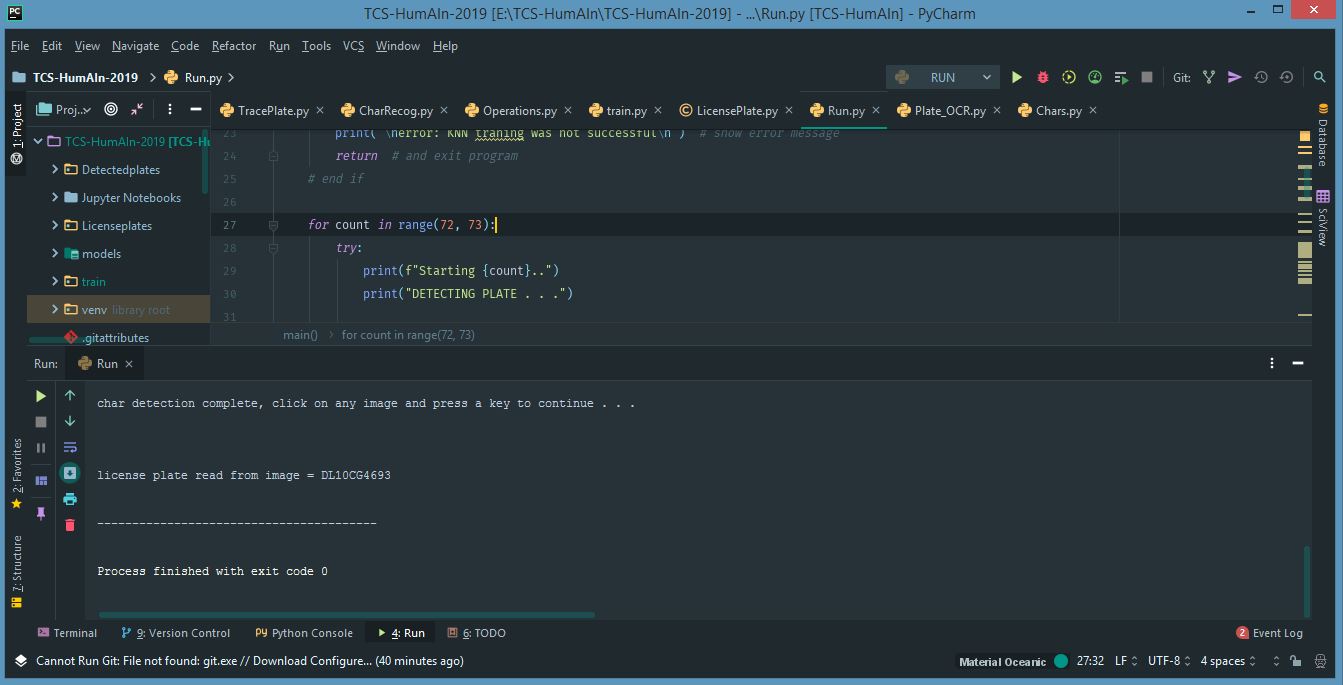 PC TCS-HumAIn-2019 [E:\TCS-HumAIn\TCS-HumAIn-2019] - ...\Run.py [TCS-HumAIn] - PyCharm
File Edit View Navigate Code Refactor Run Tools VCS Window Help
TCS-HumAIn-2019 Run.py RUN Git:
1: Project
Proj... TracePlate.py CharRecog.py Operations.py train.py LicensePlate.py Run.py Plate_OCR.py Chars.py
Database
SciView
TCS-HumAIn-2019 [TCS-Hu
Detectedplates
Jupyter Notebooks
Licenseplates
models
train
venv library root
.gitattributes
23 print("\nerror: KNN traning was not successful\n") # show error message
24 return # and exit program
25 # end if
26
27 for count in range(72, 73):
28 try:
29 print(f"Starting {count}..")
30 print("DETECTING PLATE . . .")
31
main() for count in range(72, 73)
Run: Run
char detection complete, click on any image and press a key to continue . . .
license plate read from image = DL10CG4693
----------------------------------------
Process finished with exit code 0
2: Favorites
7: Structure
Terminal 9: Version Control Python Console 4: Run 6: TODO 2 Event Log
Cannot Run Git: File not found: git.exe // Download Configure... (40 minutes ago) Material Oceanic 27:32 LF UTF-8 4 spaces